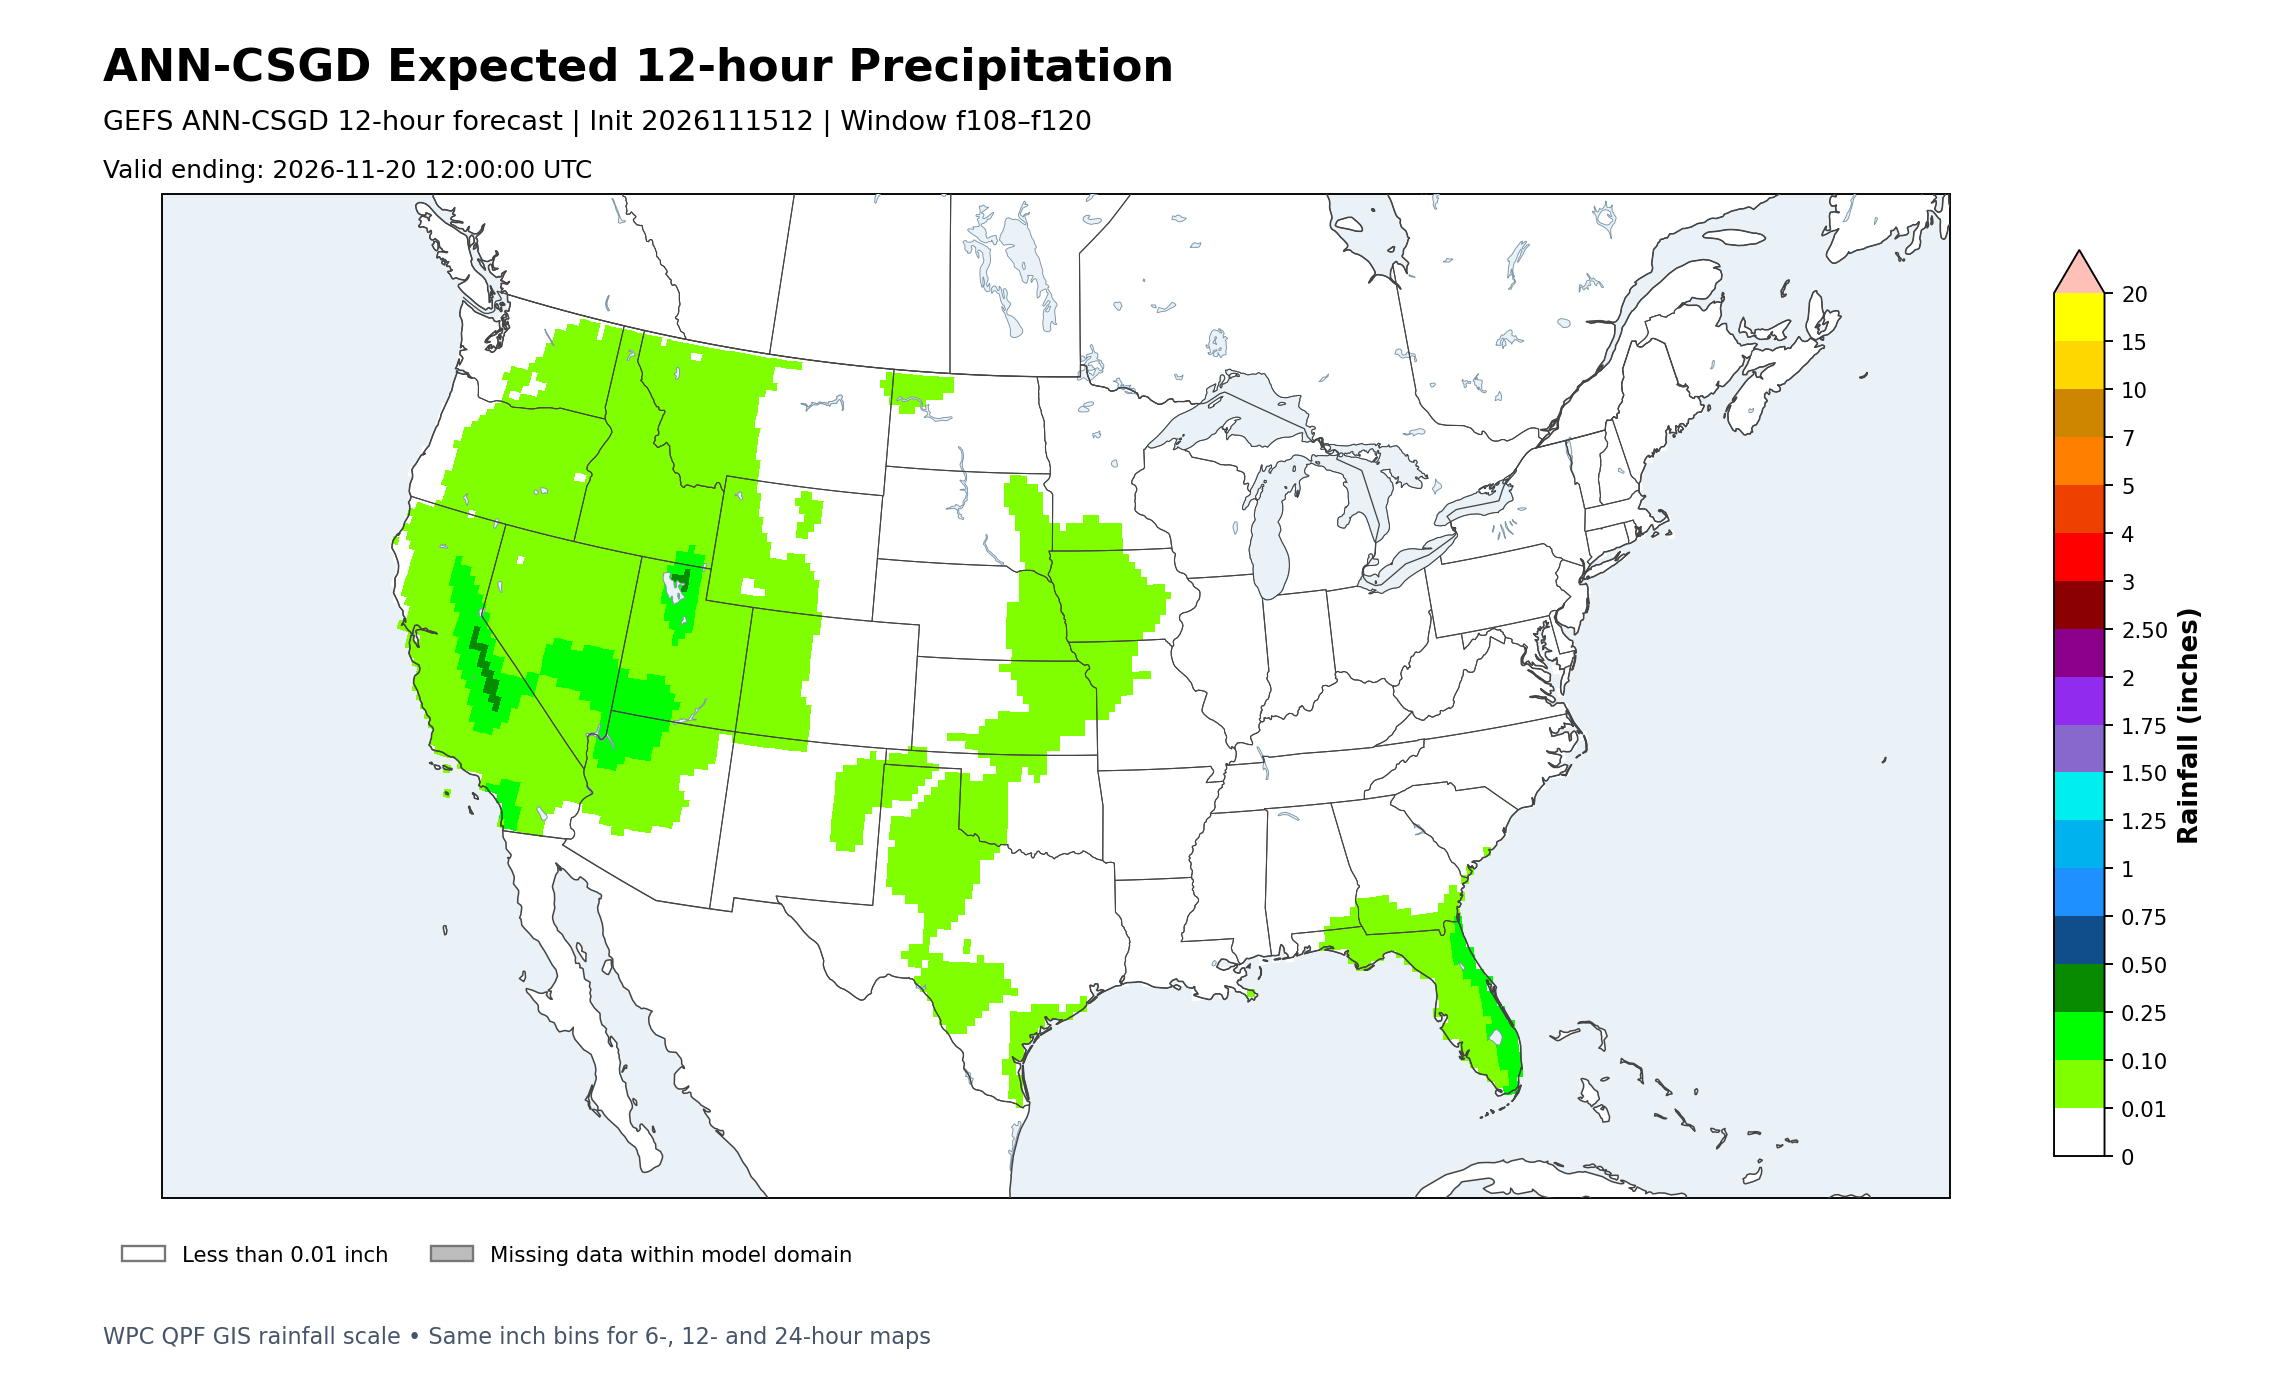 ANN-CSGD Expected 12-hour Precipitation
GEFS ANN-CSGD 12-hour forecast | Init 2026111512 | Window f108–f120
Valid ending: 2026-11-20 12:00:00 UTC
20
15
10
7
5
4
3
2.50
2
1.75
1.50
1.25
1
0.75
0.50
0.25
0.10
0.01
0
Rainfall (inches)
Less than 0.01 inch
Missing data within model domain
WPC QPF GIS rainfall scale • Same inch bins for 6-, 12- and 24-hour maps